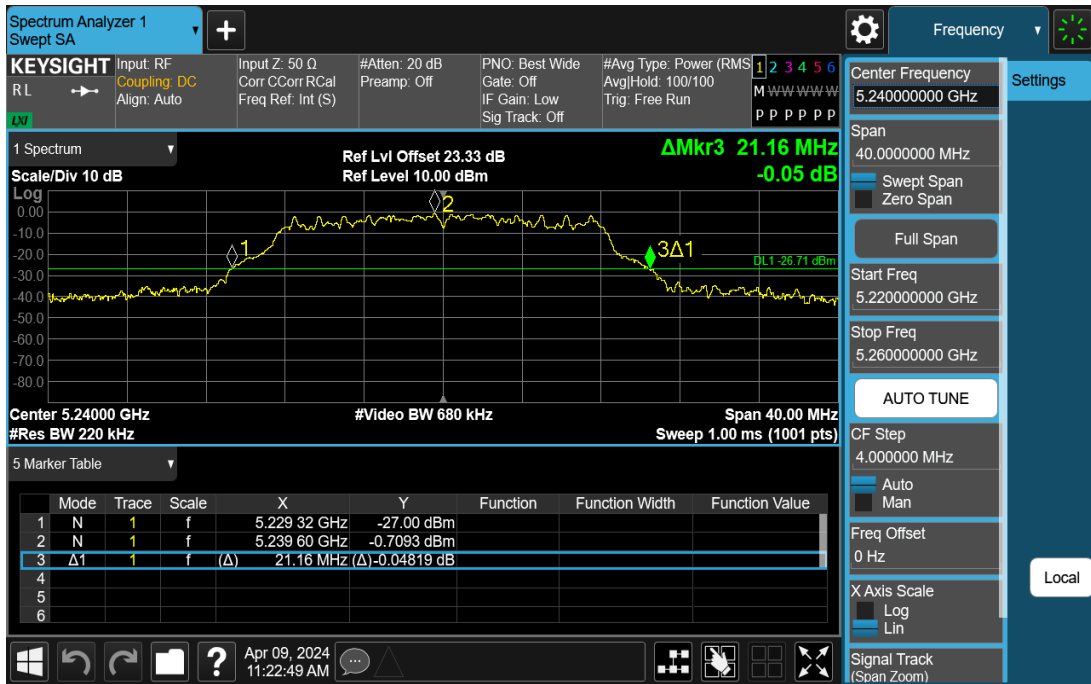 Spectrum Analyzer 1
Swept SA
+
Frequency
KEYSIGHT
RL
LXI
Input: RF
Coupling: DC
Align: Auto
Input Z: 50 Ω
Corr CCorr RCal
Freq Ref: Int (S)
#Atten: 20 dB
Preamp: Off
PNO: Best Wide
Gate: Off
IF Gain: Low
Sig Track: Off
#Avg Type: Power (RMS
Avg|Hold: 100/100
Trig: Free Run
1 2 3 4 5 6
M W W W W W
P P P P P P
1 Spectrum
Scale/Div 10 dB
Ref Lvl Offset 23.33 dB
Ref Level 10.00 dBm
ΔMkr3 21.16 MHz
-0.05 dB
Log
0.00
-10.0
-20.0
-30.0
-40.0
-50.0
-60.0
-70.0
-80.0
1
2
3Δ1
DL1 -26.71 dBm
Center 5.24000 GHz
#Video BW 680 kHz
Span 40.00 MHz
#Res BW 220 kHz
Sweep 1.00 ms (1001 pts)
5 Marker Table
Mode Trace Scale X Y Function Function Width Function Value
1 N 1 f 5.229 32 GHz -27.00 dBm
2 N 1 f 5.239 60 GHz -0.7093 dBm
3 Δ1 1 f (Δ) 21.16 MHz (Δ) -0.04819 dB
4
5
6
?
Apr 09, 2024
11:22:49 AM
Center Frequency
5.240000000 GHz
Span
40.0000000 MHz
Swept Span
Zero Span
Full Span
Start Freq
5.220000000 GHz
Stop Freq
5.260000000 GHz
AUTO TUNE
CF Step
4.000000 MHz
Auto
Man
Freq Offset
0 Hz
X Axis Scale
Log
Lin
Signal Track
(Span Zoom)
Settings
Local